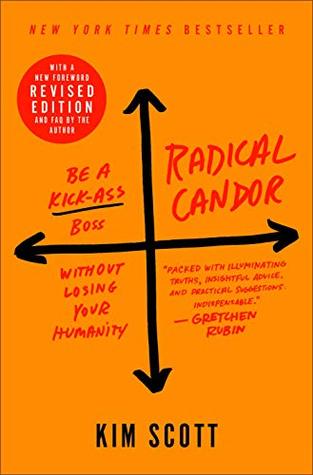 NEW YORK TIMES BESTSELLER
WITH A
NEW FOREWORD
REVISED
EDITION
AND FAQ BY THE
AUTHOR
BE A
KICK-ASS
BOSS
RADICAL
CANDOR
WITHOUT
LOSING
YOUR
HUMANITY
"PACKED WITH ILLUMINATING
TRUTHS, INSIGHTFUL ADVICE,
AND PRACTICAL SUGGESTIONS.
INDISPENSABLE."
— GRETCHEN
RUBIN
KIM SCOTT